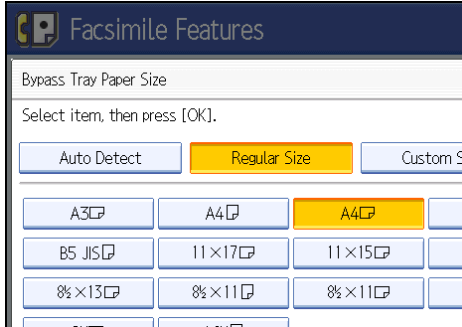 Facsimile Features
Bypass Tray Paper Size
Select item, then press [OK].
Auto Detect Regular Size Custom S
A3 A4 A4
B5 JIS 11×17 11×15
8½×13 8½×11 8½×11